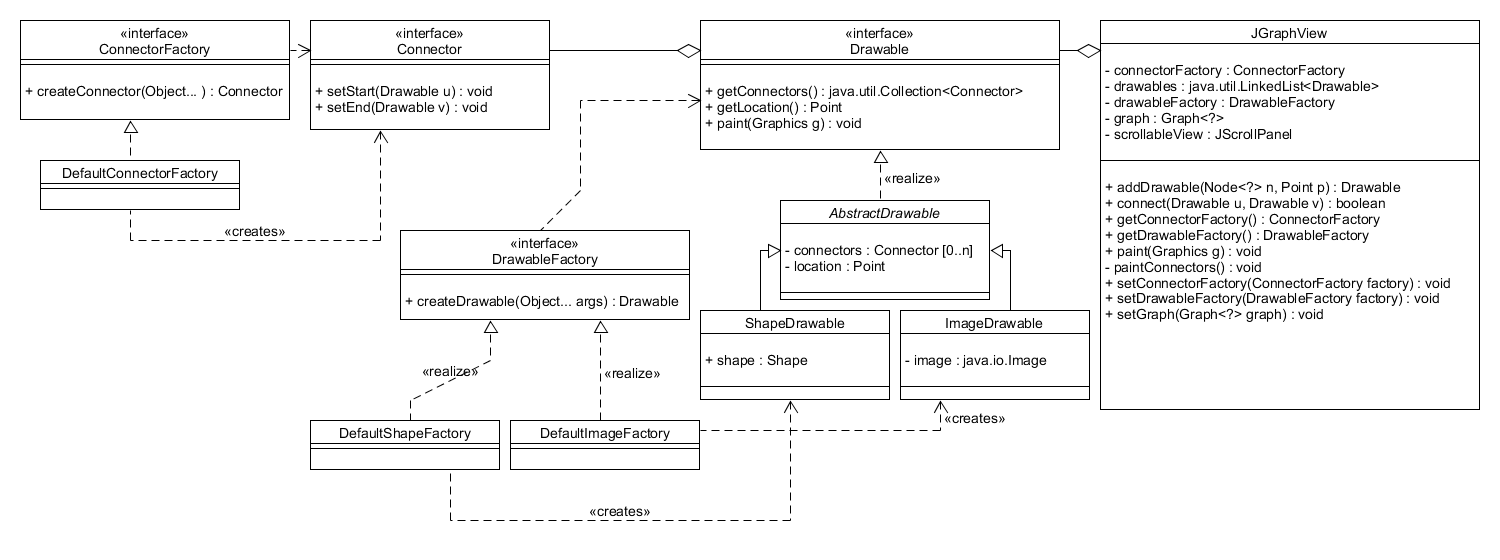 «interface»
ConnectorFactory
+ createConnector(Object... ) : Connector
«interface»
Connector
+ setStart(Drawable u) : void
+ setEnd(Drawable v) : void
«interface»
Drawable
+ getConnectors() : java.util.Collection<Connector>
+ getLocation() : Point
+ paint(Graphics g) : void
JGraphView
- connectorFactory : ConnectorFactory
- drawables : java.util.LinkedList<Drawable>
- drawableFactory : DrawableFactory
- graph : Graph<?>
- scrollableView : JScrollPanel
+ addDrawable(Node<?> n, Point p) : Drawable
+ connect(Drawable u, Drawable v) : boolean
+ getConnectorFactory() : ConnectorFactory
+ getDrawableFactory() : DrawableFactory
+ paint(Graphics g) : void
- paintConnectors() : void
+ setConnectorFactory(ConnectorFactory factory) : void
+ setDrawableFactory(DrawableFactory factory) : void
+ setGraph(Graph<?> graph) : void
DefaultConnectorFactory
«creates»
«realize»
AbstractDrawable
- connectors : Connector [0..n]
- location : Point
«interface»
DrawableFactory
+ createDrawable(Object... args) : Drawable
ShapeDrawable
+ shape : Shape
ImageDrawable
- image : java.io.Image
«realize»
«realize»
«creates»
DefaultShapeFactory
DefaultImageFactory
«creates»